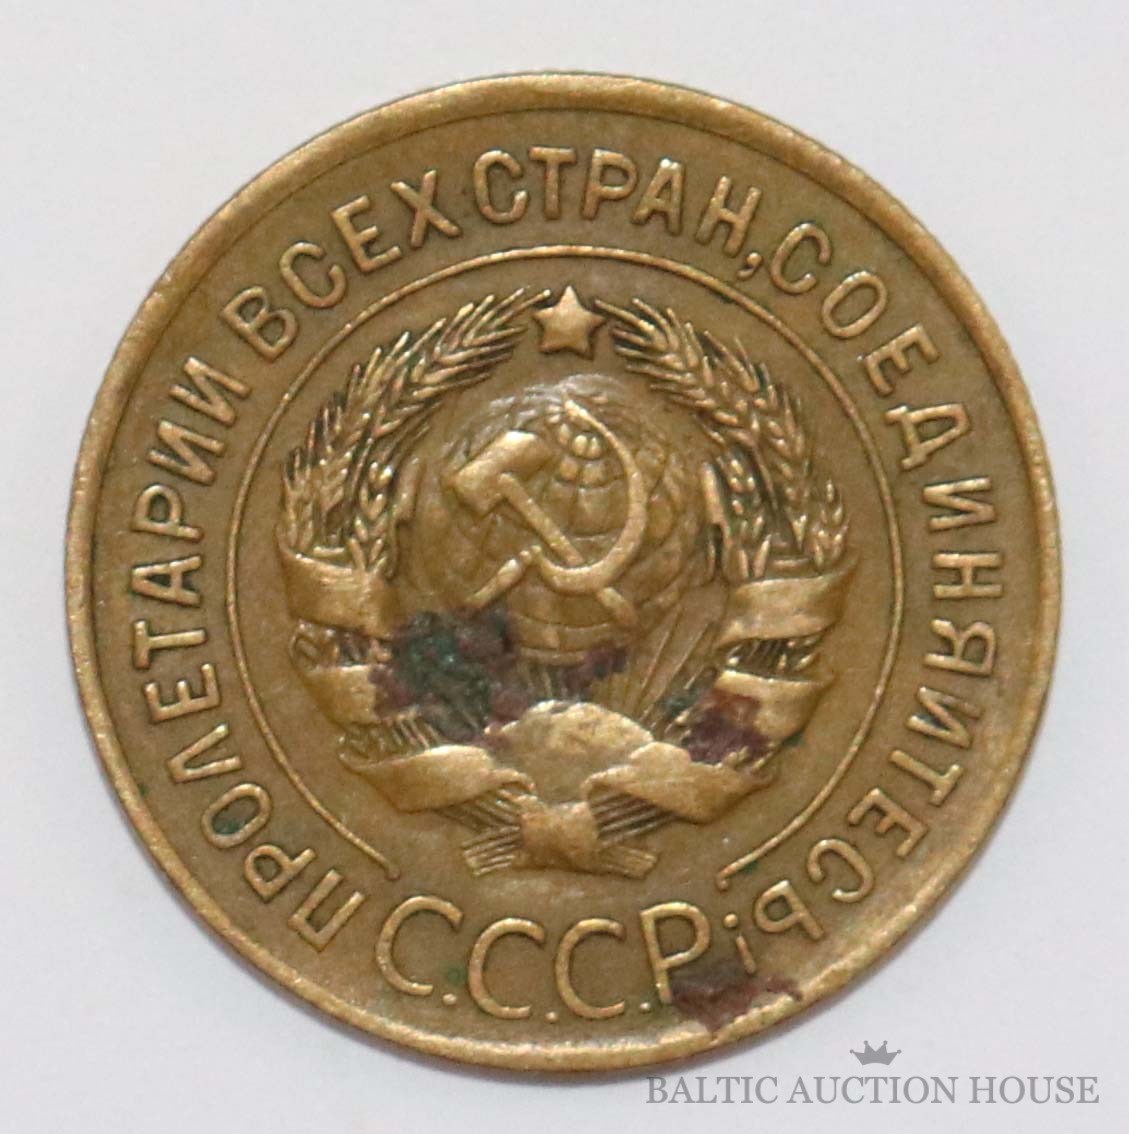 ПРОЛЕТАРИИ ВСЕХ СТРАН, СОЕДИНЯЙТЕСЬ!
С.С.С.Р.
BALTIC AUCTION HOUSE